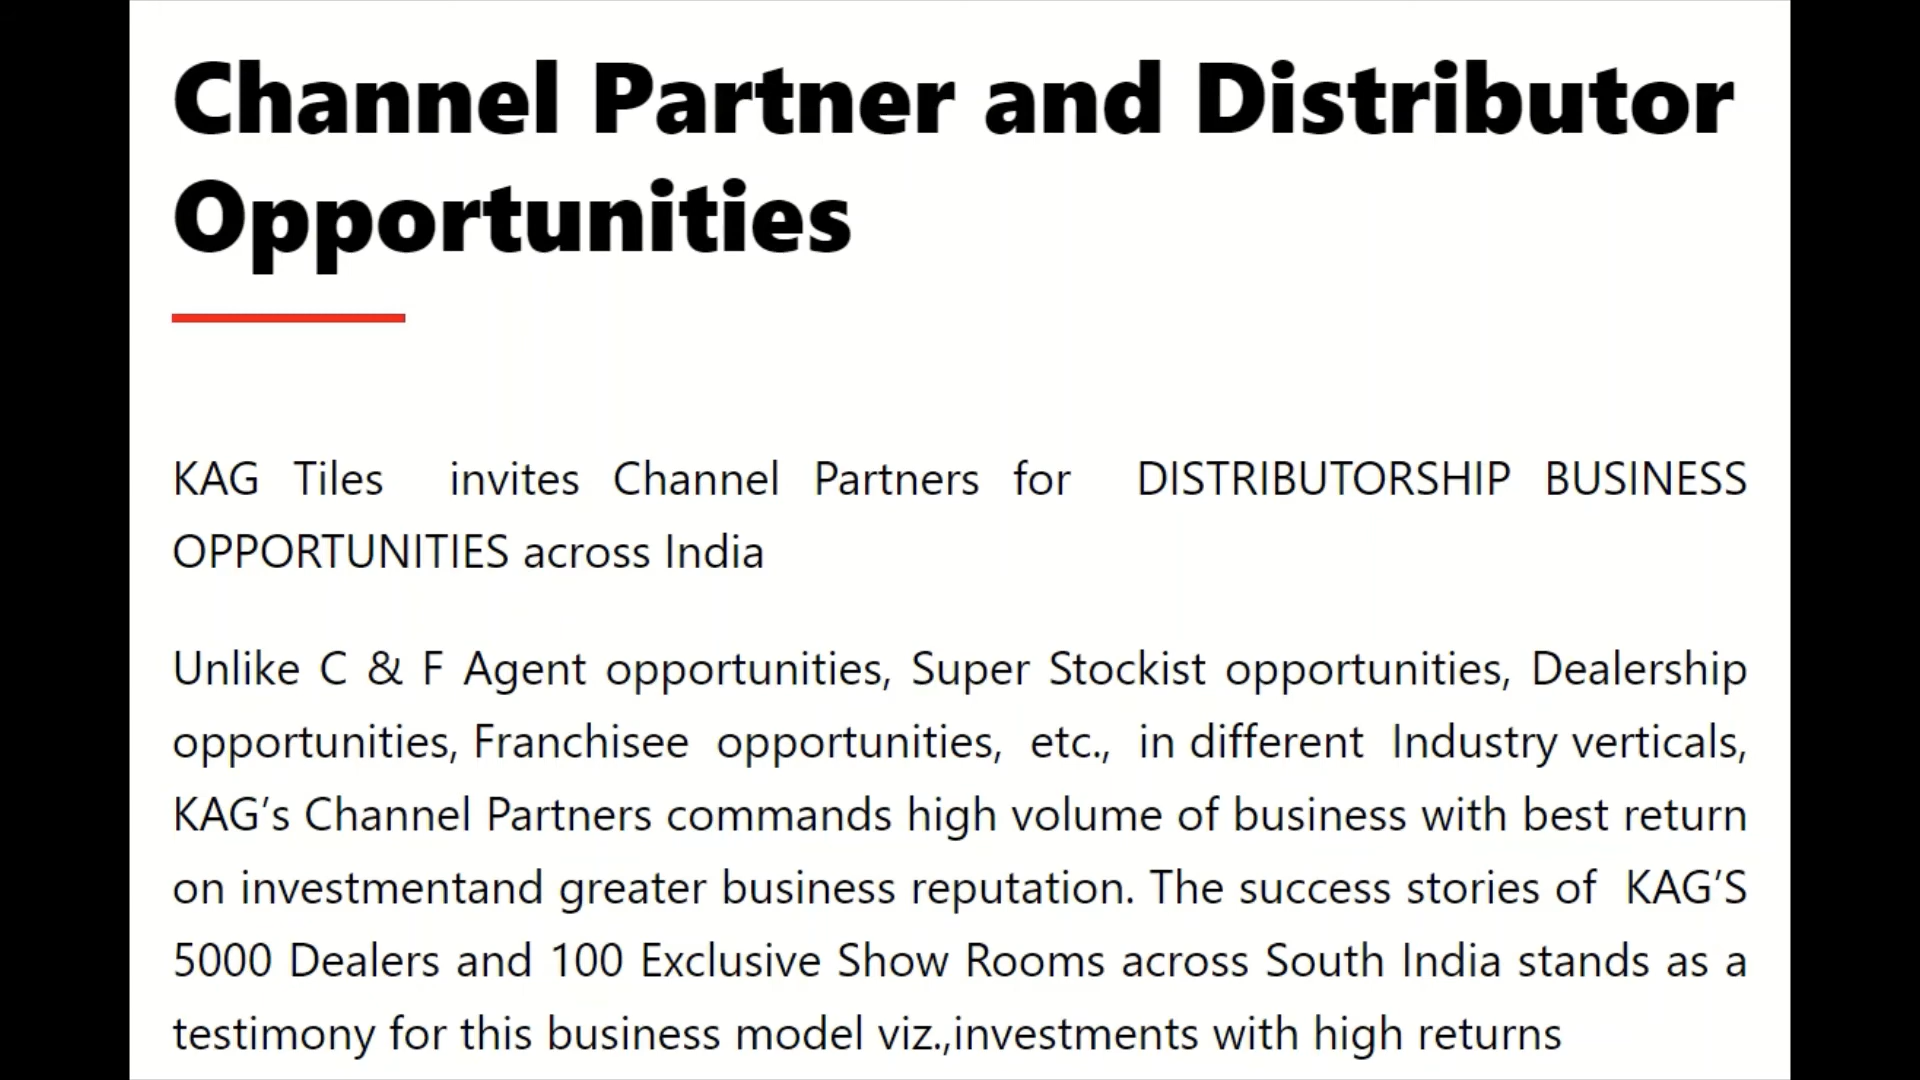 Channel Partner and Distributor
Opportunities
KAG Tiles invites Channel Partners for DISTRIBUTORSHIP BUSINESS
OPPORTUNITIES across India
Unlike C & F Agent opportunities, Super Stockist opportunities, Dealership
opportunities, Franchisee opportunities, etc., in different Industry verticals,
KAG’s Channel Partners commands high volume of business with best return
on investmentand greater business reputation. The success stories of KAG’S
5000 Dealers and 100 Exclusive Show Rooms across South India stands as a
testimony for this business model viz.,investments with high returns